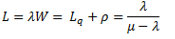 L = λW = L_q + ρ = λ / (μ − λ)